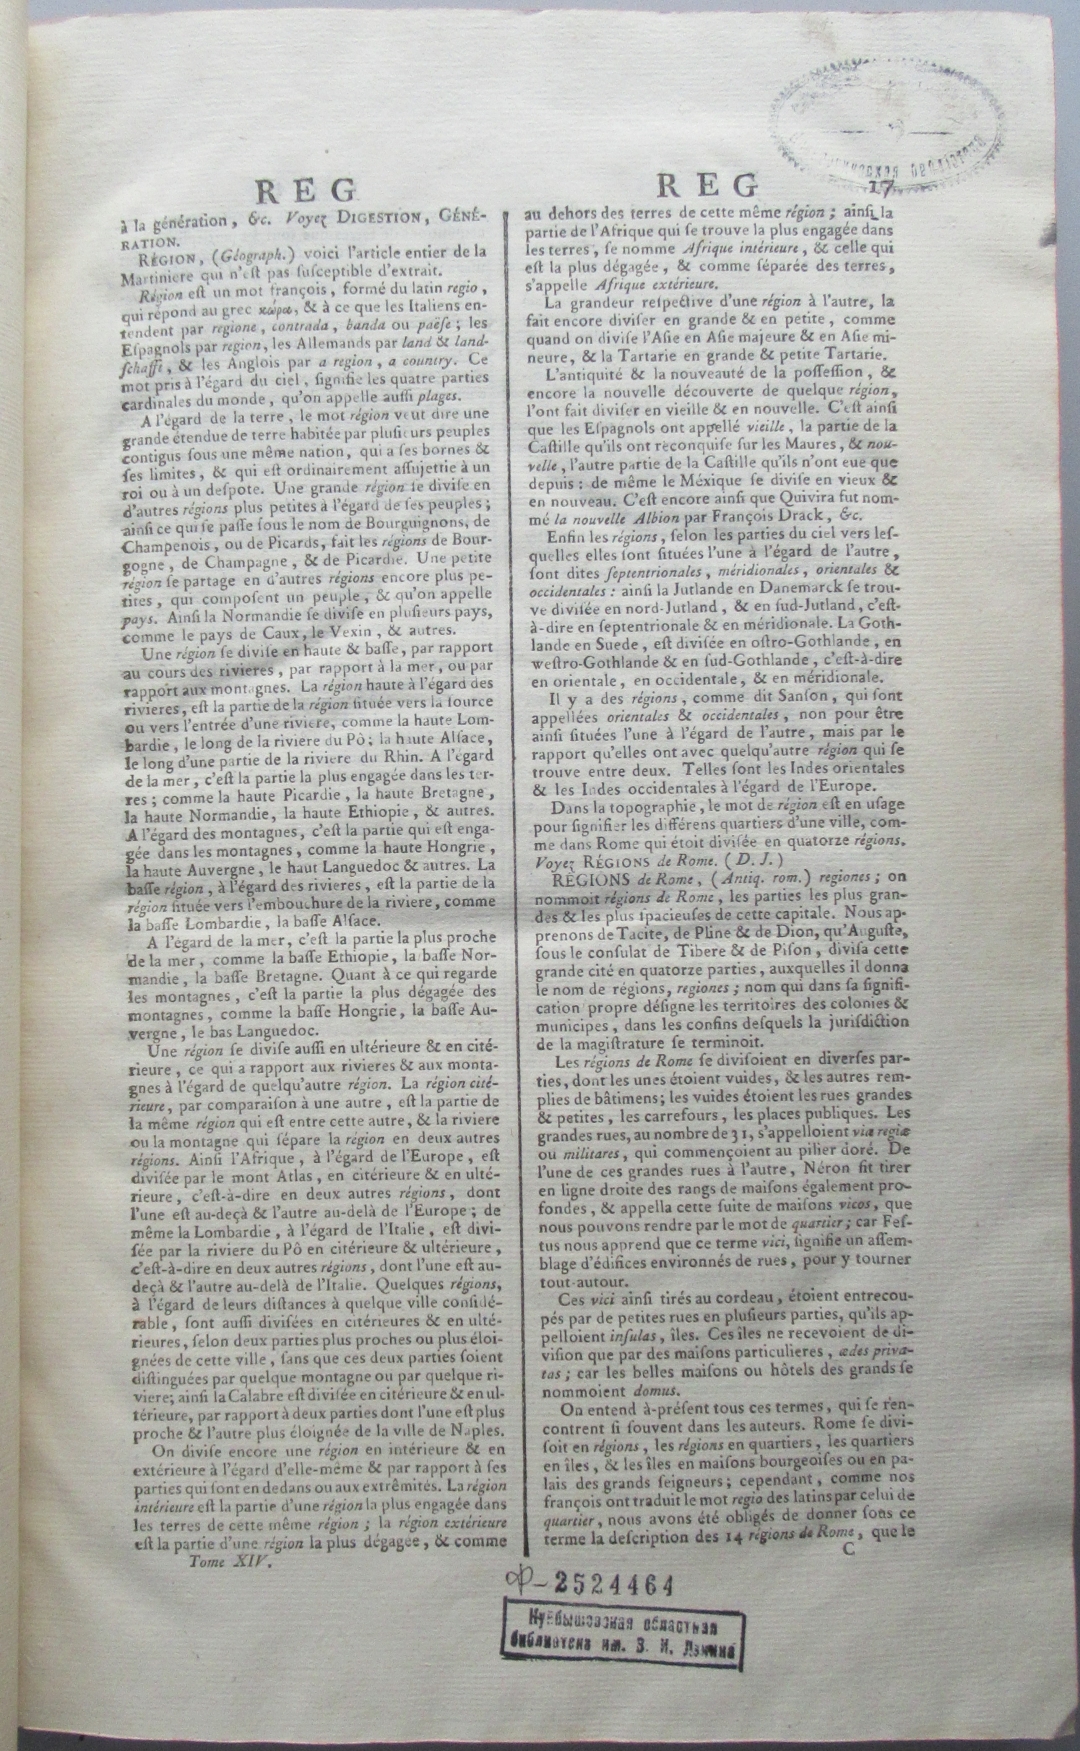 REG
à la génération, &c. Voyez DIGESTION, GÉNÉ-
RATION.
RÉGION, (Géograph.) voici l'article entier de la
Martiniere qui n'est pas susceptible d'extrait.
Région est un mot françois, formé du latin regio,
qui répond au grec χώρα, & à ce que les Italiens en-
tendent par regione, contrada, banda ou paëse; les
Eſpagnols par region, les Allemands par land & land-
ſchafft, & les Anglois par a region, a country. Ce
mot pris à l'égard du ciel, ſignifie les quatre parties
cardinales du monde, qu'on appelle auſſi plages.
A l'égard de la terre, le mot région veut dire une
grande étendue de terre habitée par pluſieurs peuples
contigus ſous une même nation, qui a ſes bornes &
ſes limites, & qui eſt ordinairement aſſujettie à un
roi ou à un deſpote. Une grande région ſe diviſe en
d'autres régions plus petites à l'égard de ſes peuples;
ainſi ce qui ſe paſſe ſous le nom de Bourguignons, de
Champenois, ou de Picards, fait les régions de Bour-
gogne, de Champagne, & de Picardie. Une petite
région ſe partage en d'autres régions encore plus pe-
tites, qui compoſent un peuple, & qu'on appelle
pays. Ainſi la Normandie ſe diviſe en pluſieurs pays,
comme le pays de Caux, le Vexin, & autres.
Une région ſe diviſe en haute & baſſe, par rapport
au cours des rivieres, par rapport à la mer, ou par
rapport aux montagnes. La région haute à l'égard des
rivieres, eſt la partie de la région ſituée vers la ſource
ou vers l'entrée d'une riviere, comme la haute Lom-
bardie, le long de la riviere du Pô; la haute Alſace,
le long d'une partie de la riviere du Rhin. A l'égard
de la mer, c'eſt la partie la plus engagée dans les ter-
res; comme la haute Picardie, la haute Bretagne,
la haute Normandie, la haute Ethiopie, & autres.
A l'égard des montagnes, c'eſt la partie qui eſt enga-
gée dans les montagnes, comme la haute Hongrie,
la haute Auvergne, le haut Languedoc & autres. La
baſſe région, à l'égard des rivieres, eſt la partie de la
région ſituée vers l'embouchure de la riviere, comme
la baſſe Lombardie, la baſſe Alſace.
A l'égard de la mer, c'eſt la partie la plus proche
de la mer, comme la baſſe Ethiopie, la baſſe Nor-
mandie, la baſſe Bretagne. Quant à ce qui regarde
les montagnes, c'eſt la partie la plus dégagée des
montagnes, comme la baſſe Hongrie, la baſſe Au-
vergne, le bas Languedoc.
Une région ſe diviſe auſſi en ultérieure & en cité-
rieure, ce qui a rapport aux rivieres & aux monta-
gnes à l'égard de quelqu'autre région. La région cité-
rieure, par comparaiſon à une autre, eſt la partie de
la même région qui eſt entre cette autre, & la riviere
ou la montagne qui ſépare la région en deux autres
régions. Ainſi l'Afrique, à l'égard de l'Europe, eſt
diviſée par le mont Atlas, en citérieure & en ulté-
rieure, c'eſt-à-dire en deux autres régions, dont
l'une eſt au-deçà & l'autre au-delà de l'Europe; de
même la Lombardie, à l'égard de l'Italie, eſt divi-
ſée par la riviere du Pô en citérieure & ultérieure,
c'eſt-à-dire en deux autres régions, dont l'une eſt au-
deçà & l'autre au-delà de l'Italie. Quelques régions,
à l'égard de leurs diſtances à quelque ville conſidé-
rable, ſont auſſi diviſées en citérieures & en ulté-
rieures, ſelon deux parties plus proches ou plus éloi-
gnées de cette ville, ſans que ces deux parties ſoient
diſtinguées par quelque montagne ou par quelque ri-
viere; ainſi la Calabre eſt diviſée en citérieure & en ul-
térieure, par rapport à deux parties dont l'une eſt plus
proche & l'autre plus éloignée de la ville de Naples.
On diviſe encore une région en intérieure & en
extérieure à l'égard d'elle-même & par rapport à ſes
parties qui ſont en dedans ou aux extrêmités. La région
intérieure eſt la partie d'une région la plus engagée dans
les terres de cette même région; la région extérieure
eſt la partie d'une région la plus dégagée, & comme
Tome XIV.
REG
17
au dehors des terres de cette même région; ainſi la
partie de l'Afrique qui ſe trouve la plus engagée dans
les terres, ſe nomme Afrique intérieure, & celle qui
eſt la plus dégagée, & comme ſéparée des terres,
s'appelle Afrique extérieure.
La grandeur reſpective d'une région à l'autre, la
fait encore diviſer en grande & en petite, comme
quand on diviſe l'Aſie en Aſie majeure & en Aſie mi-
neure, & la Tartarie en grande & petite Tartarie.
L'antiquité & la nouveauté de la poſſeſſion, &
encore la nouvelle découverte de quelque région,
l'ont fait diviſer en vieille & en nouvelle. C'eſt ainſi
que les Eſpagnols ont appellé vieille, la partie de la
Caſtille qu'ils ont reconquiſe ſur les Maures, & nou-
velle, l'autre partie de la Caſtille qu'ils n'ont eue que
depuis: de même le Méxique ſe diviſe en vieux &
en nouveau. C'eſt encore ainſi que Quivira fut nom-
mé la nouvelle Albion par François Drack, &c.
Enfin les régions, ſelon les parties du ciel vers leſ-
quelles elles ſont ſituées l'une à l'égard de l'autre,
ſont dites ſeptentrionales, méridionales, orientales &
occidentales: ainſi la Jutlande en Danemarck ſe trou-
ve diviſée en nord-Jutland, & en ſud-Jutland, c'eſt-
à-dire en ſeptentrionale & en méridionale. La Goth-
lande en Suede, eſt diviſée en oſtro-Gothlande, en
weſtro-Gothlande & en ſud-Gothlande, c'eſt-à-dire
en orientale, en occidentale, & en méridionale.
Il y a des régions, comme dit Sanſon, qui ſont
appellées orientales & occidentales, non pour être
ainſi ſituées l'une à l'égard de l'autre, mais par le
rapport qu'elles ont avec quelqu'autre région qui ſe
trouve entre deux. Telles ſont les Indes orientales
& les Indes occidentales à l'égard de l'Europe.
Dans la topographie, le mot de région eſt en uſage
pour ſignifier les différens quartiers d'une ville, com-
me dans Rome qui étoit diviſée en quatorze régions.
Voyez RÉGIONS de Rome. (D. J.)
RÉGIONS de Rome, (Antiq. rom.) regiones; on
nommoit régions de Rome, les parties les plus gran-
des & les plus ſpacieuſes de cette capitale. Nous ap-
prenons de Tacite, de Pline & de Dion, qu'Auguſte,
ſous le conſulat de Tibere & de Piſon, diviſa cette
grande cité en quatorze parties, auxquelles il donna
le nom de régions, regiones; nom qui dans ſa ſignifi-
cation propre déſigne les territoires des colonies &
municipes, dans les confins deſquels la jurisdiction
de la magiſtrature ſe terminoit.
Les régions de Rome ſe diviſoient en diverſes par-
ties, dont les unes étoient vuides, & les autres rem-
plies de bâtimens; les vuides étoient les rues grandes
& petites, les carrefours, les places publiques. Les
grandes rues, au nombre de 31, s'appelloient viæ regiæ
ou militares, qui commençoient au pilier doré. De
l'une de ces grandes rues à l'autre, Néron fit tirer
en ligne droite des rangs de maiſons également pro-
fondes, & appella cette ſuite de maiſons vicos, que
nous pouvons rendre par le mot de quartier; car Feſ-
tus nous apprend que ce terme vici, ſignifie un aſſem-
blage d'édifices environnés de rues, pour y tourner
tout-autour.
Ces vici ainſi tirés au cordeau, étoient entrecou-
pés par de petites rues en pluſieurs parties, qu'ils ap-
pelloient inſulas, îles. Ces îles ne recevoient de di-
viſion que par des maiſons particulieres, ædes priva-
tas; car les belles maiſons ou hôtels des grands ſe
nommoient domus.
On entend à-préſent tous ces termes, qui ſe ren-
contrent ſi ſouvent dans les auteurs. Rome ſe divi-
ſoit en régions, les régions en quartiers, les quartiers
en îles, & les îles en maiſons bourgeoiſes ou en pa-
lais des grands ſeigneurs; cependant, comme nos
françois ont traduit le mot regio des latins par celui de
quartier, nous avons été obligés de donner ſous ce
terme la deſcription des 14 régions de Rome, que le
C
ф-2524464
Куйбышевская областная
библиотека им. В. И. Ленина